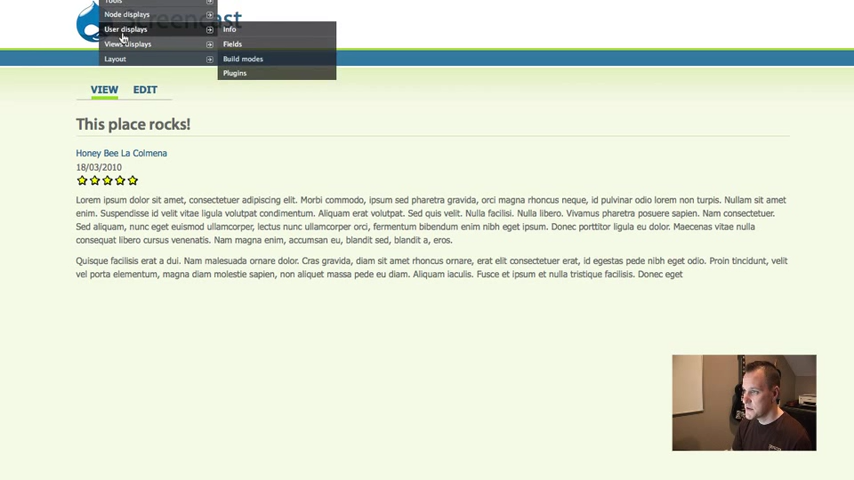 Tools
Node displays
Screencast
User displays
Info
Views displays
Fields
Layout
Build modes
Plugins
VIEW EDIT
This place rocks!
Honey Bee La Colmena
18/03/2010
Lorem ipsum dolor sit amet, consectetuer adipiscing elit. Morbi commodo, ipsum sed pharetra gravida, orci magna rhoncus neque, id pulvinar odio lorem non turpis. Nullam sit amet
enim. Suspendisse id velit vitae ligula volutpat condimentum. Aliquam erat volutpat. Sed quis velit. Nulla facilisi. Nulla libero. Vivamus pharetra posuere sapien. Nam consectetuer.
Sed aliquam, nunc eget euismod ullamcorper, lectus nunc ullamcorper orci, fermentum bibendum enim nibh eget ipsum. Donec porttitor ligula eu dolor. Maecenas vitae nulla
consequat libero cursus venenatis. Nam magna enim, accumsan eu, blandit sed, blandit a, eros.
Quisque facilisis erat a dui. Nam malesuada ornare dolor. Cras gravida, diam sit amet rhoncus ornare, erat elit consectetuer erat, id egestas pede nibh eget odio. Proin tincidunt, velit
vel porta elementum, magna diam molestie sapien, non aliquet massa pede eu diam. Aliquam iaculis. Fusce et ipsum et nulla tristique facilisis. Donec eget